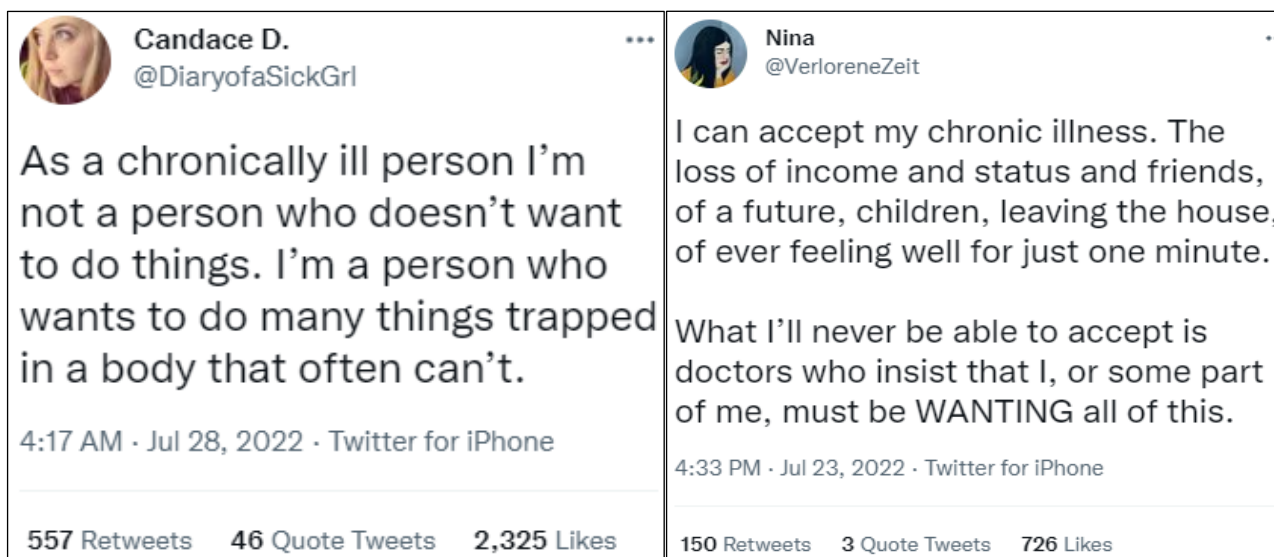 Candace D.
@DiaryofaSickGrl
As a chronically ill person I’m
not a person who doesn’t want
to do things. I’m a person who
wants to do many things trapped
in a body that often can’t.
4:17 AM · Jul 28, 2022 · Twitter for iPhone
557 Retweets 46 Quote Tweets 2,325 Likes
Nina
@VerloreneZeit
I can accept my chronic illness. The
loss of income and status and friends,
of a future, children, leaving the house,
of ever feeling well for just one minute.
What I’ll never be able to accept is
doctors who insist that I, or some part
of me, must be WANTING all of this.
4:33 PM · Jul 23, 2022 · Twitter for iPhone
150 Retweets 3 Quote Tweets 726 Likes